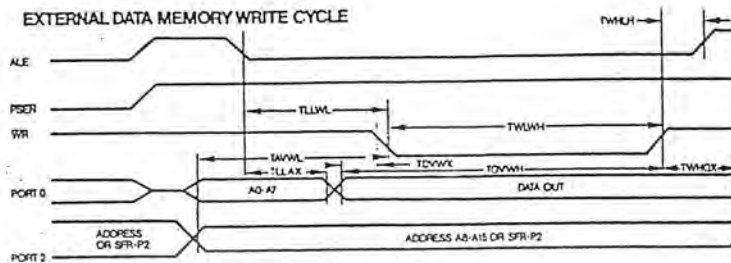 EXTERNAL DATA MEMORY WRITE CYCLE
TWHLH
ALE
PSEN
TLLWL
TWLWH
WR
TAVWL
TQVWX
TLLAX
TQVWH
TWHQX
PORT 0
A0-A7
DATA OUT
ADDRESS
OR SFR-P2
ADDRESS A8-A15 OR SFR-P2
PORT 2